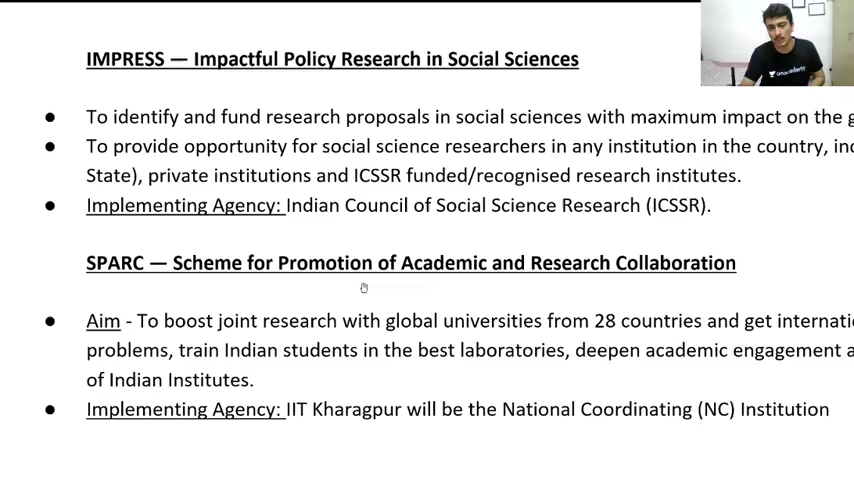 IMPRESS — Impactful Policy Research in Social Sciences
● To identify and fund research proposals in social sciences with maximum impact on the
● To provide opportunity for social science researchers in any institution in the country,
State), private institutions and ICSSR funded/recognised research institutes.
● Implementing Agency: Indian Council of Social Science Research (ICSSR).
SPARC — Scheme for Promotion of Academic and Research Collaboration
● Aim - To boost joint research with global universities from 28 countries and get
problems, train Indian students in the best laboratories, deepen academic engagement
of Indian Institutes.
● Implementing Agency: IIT Kharagpur will be the National Coordinating (NC) Institution
unacademy